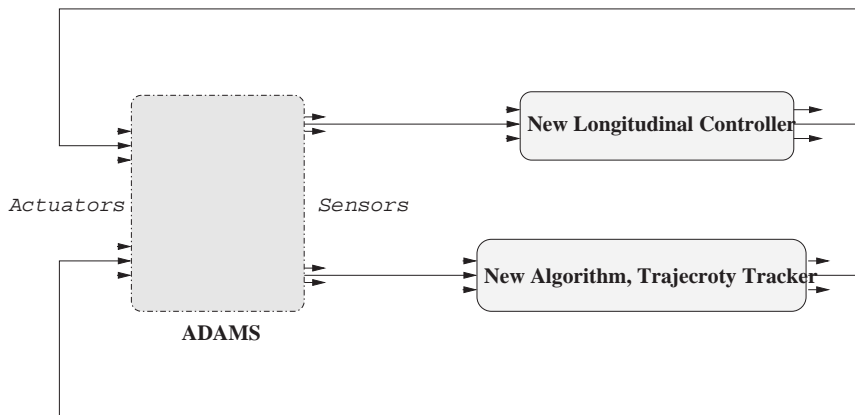 New Longitudinal Controller
Actuators
Sensors
New Algorithm, Trajecroty Tracker
ADAMS